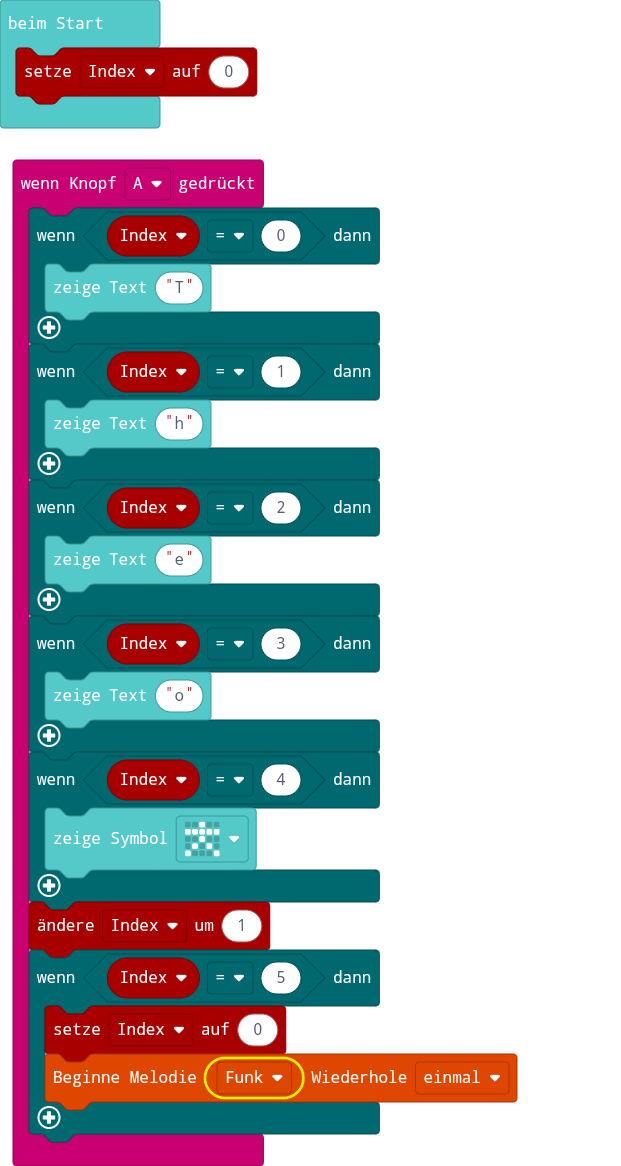 beim Start
setze Index auf 0
wenn Knopf A gedrückt
wenn Index = 0 dann
zeige Text "T"
wenn Index = 1 dann
zeige Text "h"
wenn Index = 2 dann
zeige Text "e"
wenn Index = 3 dann
zeige Text "o"
wenn Index = 4 dann
zeige Symbol
ändere Index um 1
wenn Index = 5 dann
setze Index auf 0
Beginne Melodie Funk Wiederhole einmal